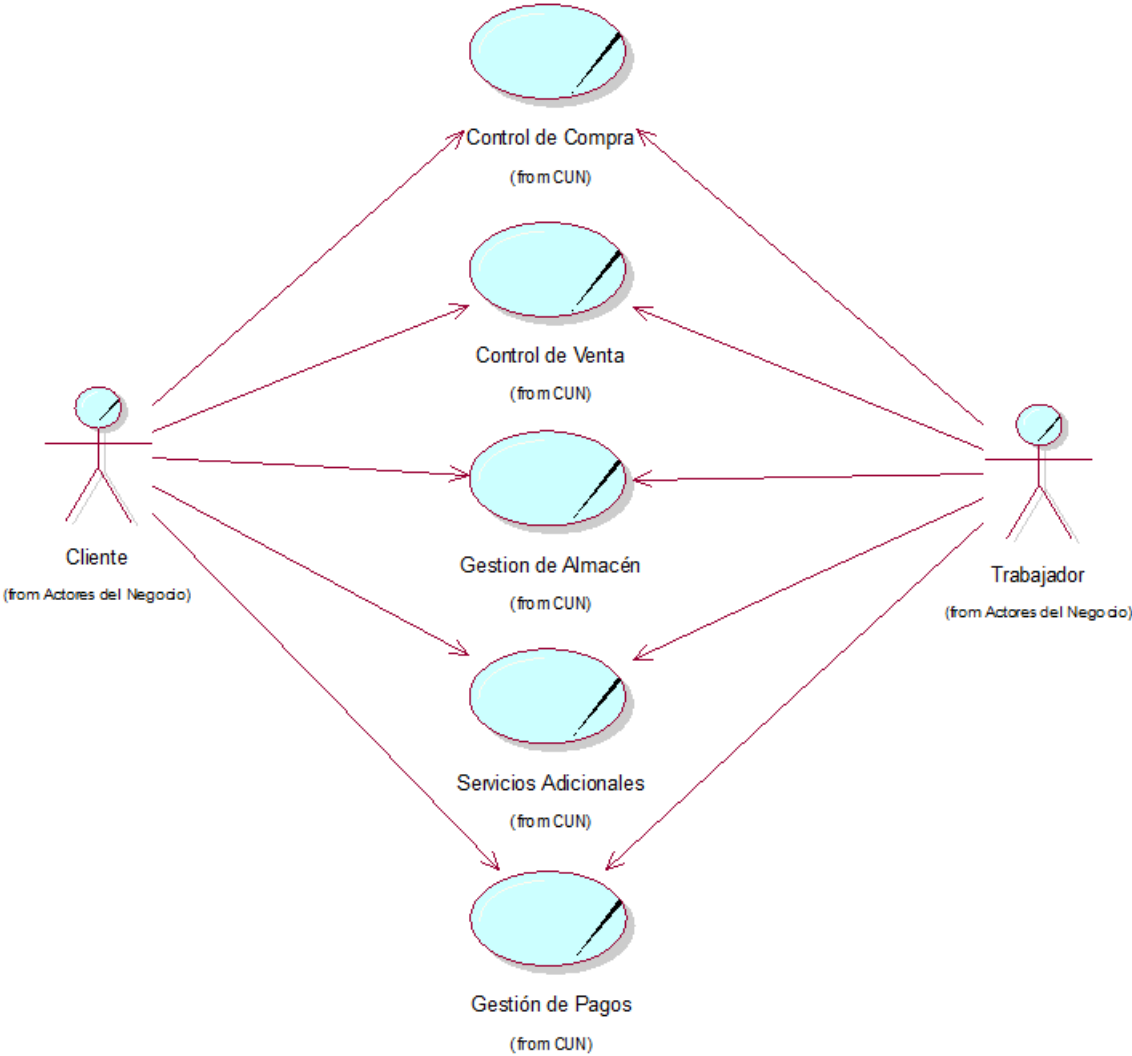 Control de Compra
(from CUN)
Control de Venta
(from CUN)
Cliente
(from Actores del Negocio)
Gestion de Almacén
(from CUN)
Trabajador
(from Actores del Negocio)
Servicios Adicionales
(from CUN)
Gestión de Pagos
(from CUN)